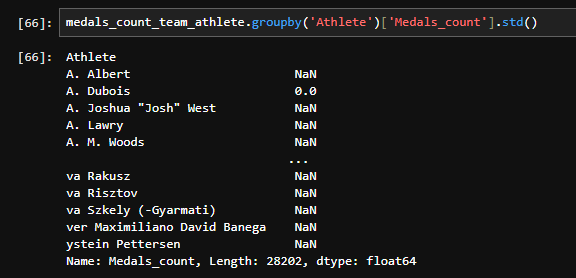 [66]: medals_count_team_athlete.groupby('Athlete')['Medals_count'].std()
[66]: Athlete
A. Albert NaN
A. Dubois 0.0
A. Joshua "Josh" West NaN
A. Lawry NaN
A. M. Woods NaN
...
va Rakusz NaN
va Risztov NaN
va Szkely (-Gyarmati) NaN
ver Maximiliano David Banega NaN
ystein Pettersen NaN
Name: Medals_count, Length: 28202, dtype: float64